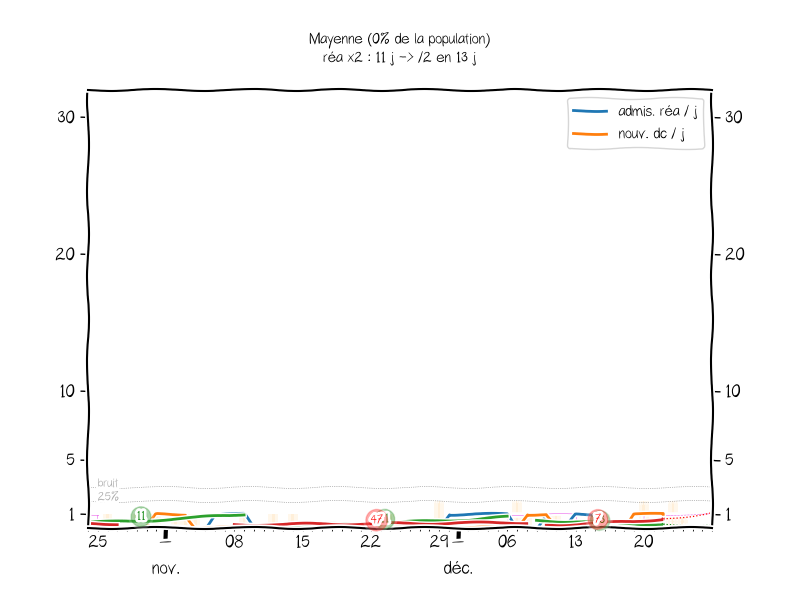 Mayenne (0% de la population)
réa x2 : 11 j -> /2 en 13 j
admis. réa / j
nouv. dc / j
30
30
20
20
10
10
5
5
bruit
25%
1
1
11
25
08
15
22
29
06
13
20
nov.
déc.